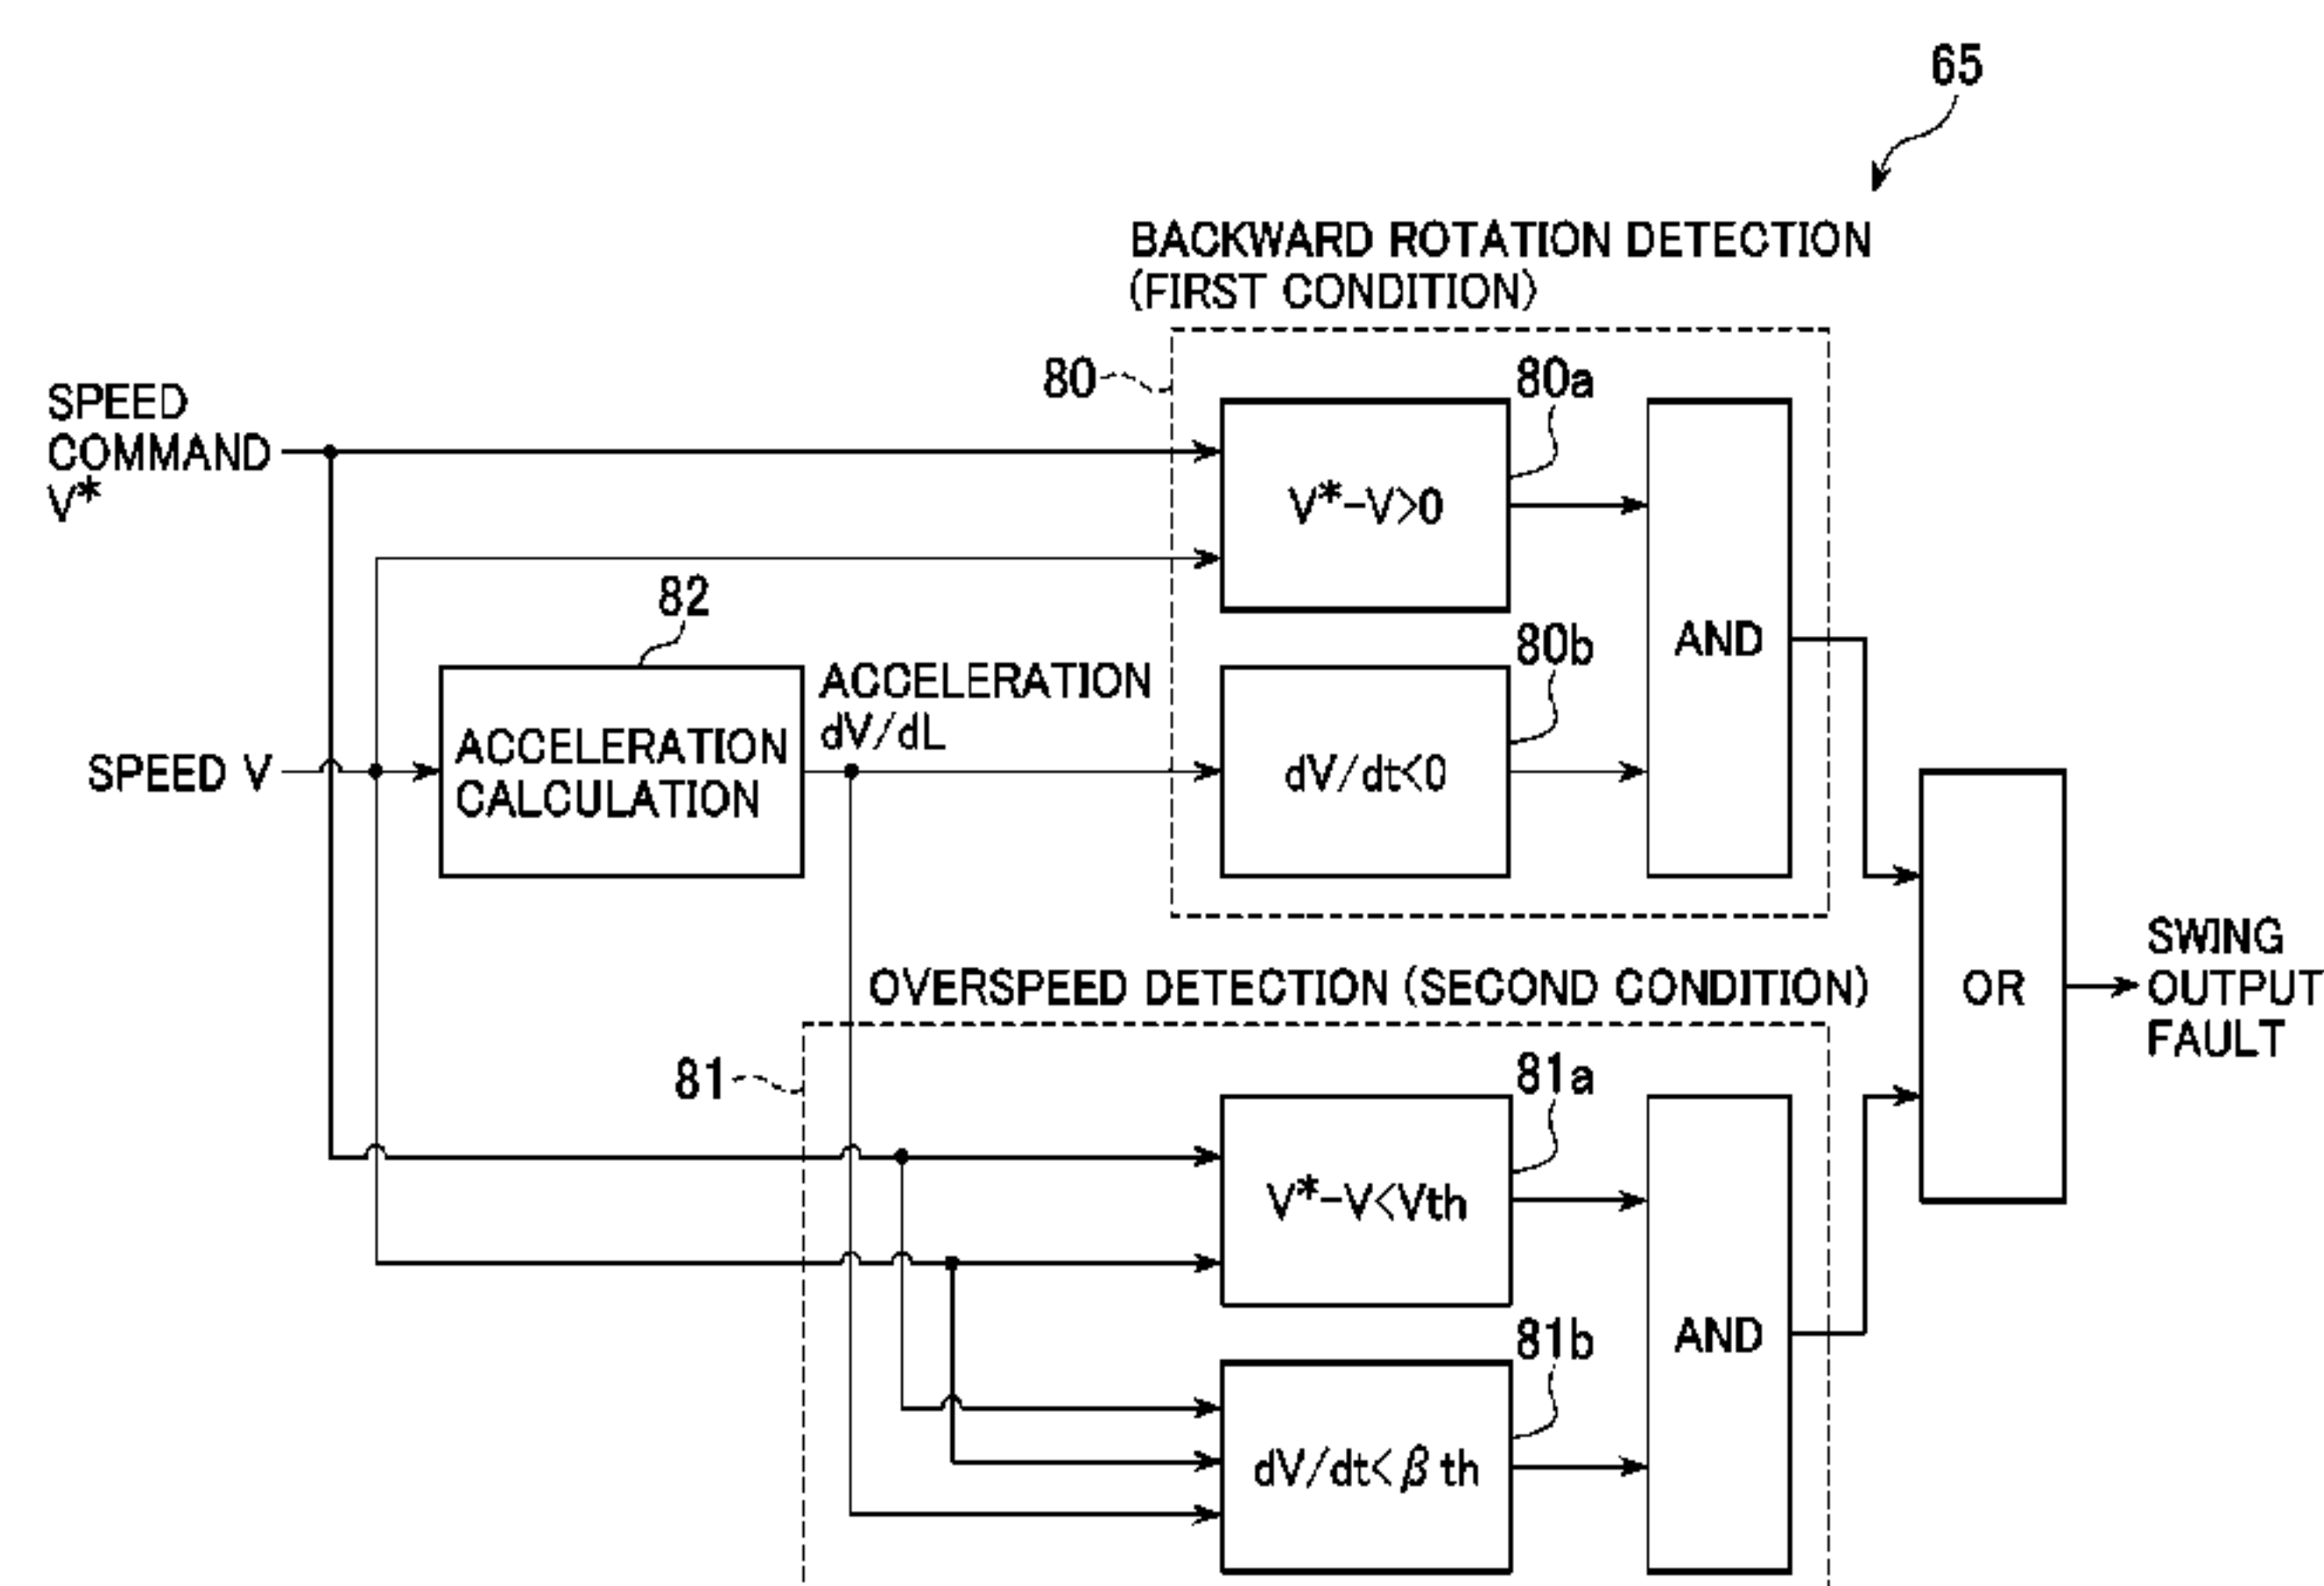 65
BACKWARD ROTATION DETECTION
(FIRST CONDITION)
80
80a
SPEED
COMMAND
V*
V*-V>0
82
80b
AND
ACCELERATION
dV/dL
SPEED V
ACCELERATION
CALCULATION
dV/dt<0
OVERSPEED DETECTION (SECOND CONDITION)
OR
SWING
OUTPUT
FAULT
81
81a
V*-V<Vth
81b
AND
dV/dt<βth